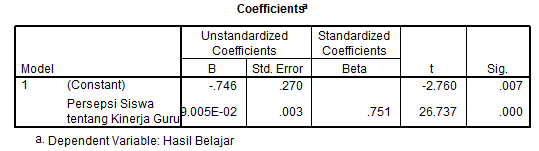 Coefficientsa
Unstandardized Coefficients Standardized Coefficients
Model B Std. Error Beta t Sig.
1 (Constant) -.746 .270 -2.760 .007
Persepsi Siswa tentang Kinerja Guru 9.005E-02 .003 .751 26.737 .000
a. Dependent Variable: Hasil Belajar